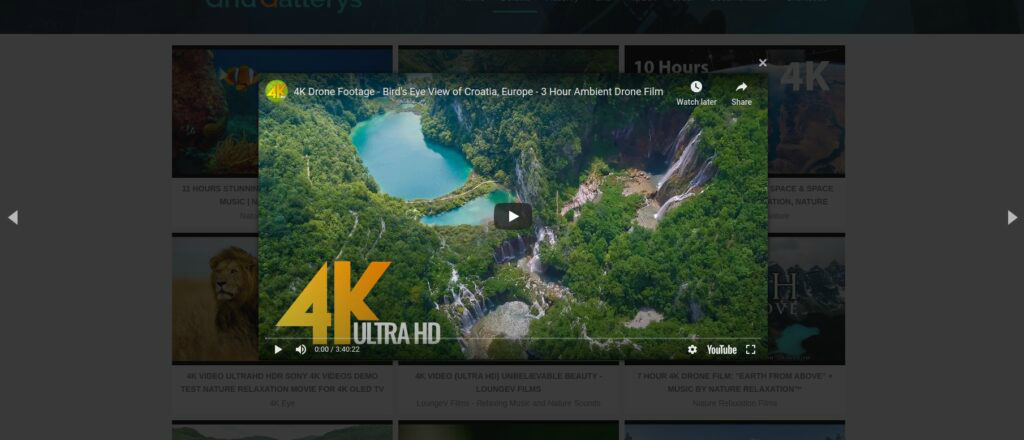 10 Hours
4K
4K Drone Footage - Bird's Eye View of Croatia, Europe - 3 Hour Ambient Drone Film
Watch later
Share
11 HOURS STUNNIN
SPACE & SPACE
MUSIC | N
ATION, NATURE
4K
ULTRA HD
0:00 / 3:40:22
YouTube
4K VIDEO ULTRAHD HDR SONY 4K VIDEOS DEMO
TEST NATURE RELAXATION MOVIE FOR 4K OLED TV
4K Eye
4K VIDEO (ULTRA HD) UNBELIEVABLE BEAUTY -
LOUNGEV FILMS
LoungeV Films - Relaxing Music and Nature Sounds
7 HOUR 4K DRONE FILM: "EARTH FROM ABOVE" +
MUSIC BY NATURE RELAXATION™
Nature Relaxation Films